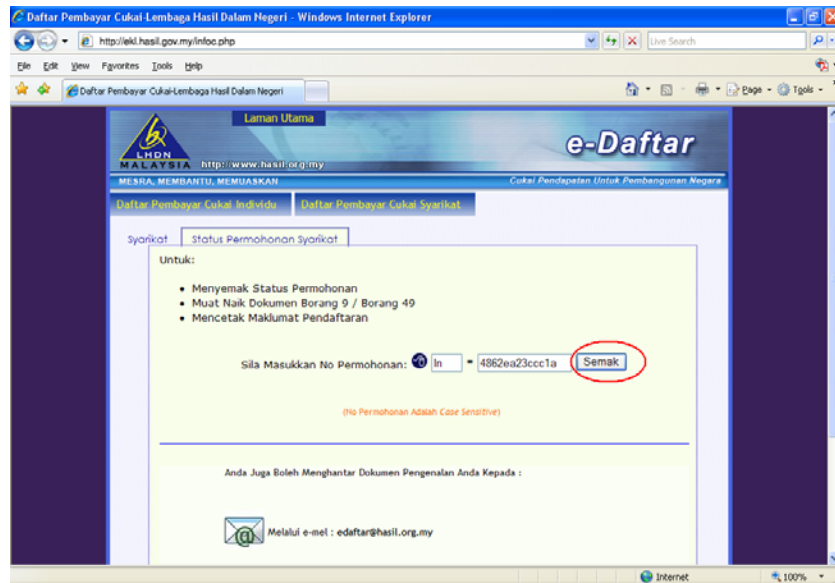 Daftar Pembayar Cukai-Lembaga Hasil Dalam Negeri - Windows Internet Explorer
http://ekl.hasil.gov.my/infoc.php
Live Search
File Edit View Favorites Tools Help
Daftar Pembayar Cukai-Lembaga Hasil Dalam Negeri
Page Tools
Laman Utama
LHDN
MALAYSIA
http://www.hasil.org.my
e-Daftar
MESRA, MEMBANTU, MEMUASKAN
Cukai Pendapatan Untuk Pembangunan Negara
Daftar Pembayar Cukai Individu Daftar Pembayar Cukai Syarikat
Syarikat Status Permohonan Syarikat
Untuk:
• Menyemak Status Permohonan
• Muat Naik Dokumen Borang 9 / Borang 49
• Mencetak Maklumat Pendaftaran
Sila Masukkan No Permohonan: In - 4862ea23ccc1a Semak
(No Permohonan Adalah Case Sensitive)
Anda Juga Boleh Menghantar Dokumen Pengenalan Anda Kepada :
@ Melalui e-mel : edaftar@hasil.org.my
Internet 100%